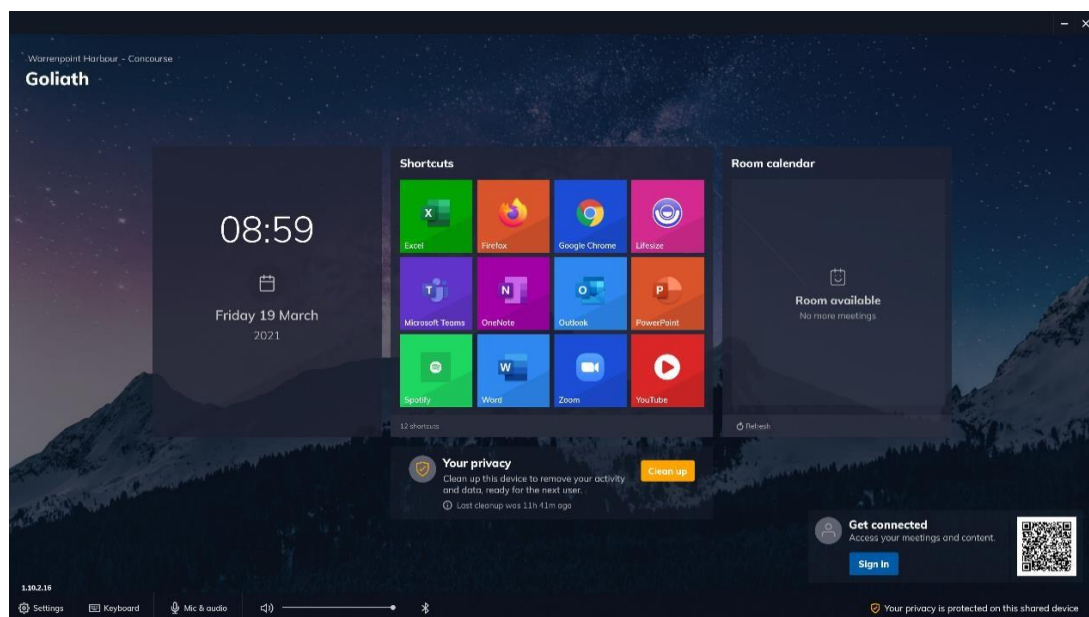 Warrenpoint Harbour - Concourse
Goliath
08:59
Friday 19 March
2021
Shortcuts
Excel
Firefox
Google Chrome
Lifesize
Microsoft Teams
OneNote
Outlook
PowerPoint
Spotify
Word
Zoom
YouTube
12 shortcuts
Room calendar
Room available
No more meetings
Refresh
Your privacy
Clean up this device to remove your activity
and data, ready for the next user.
Last cleanup was 11h 41m ago
Clean up
Get connected
Access your meetings and content.
Sign in
1.10.2.16
Settings
Keyboard
Mic & audio
Your privacy is protected on this shared device